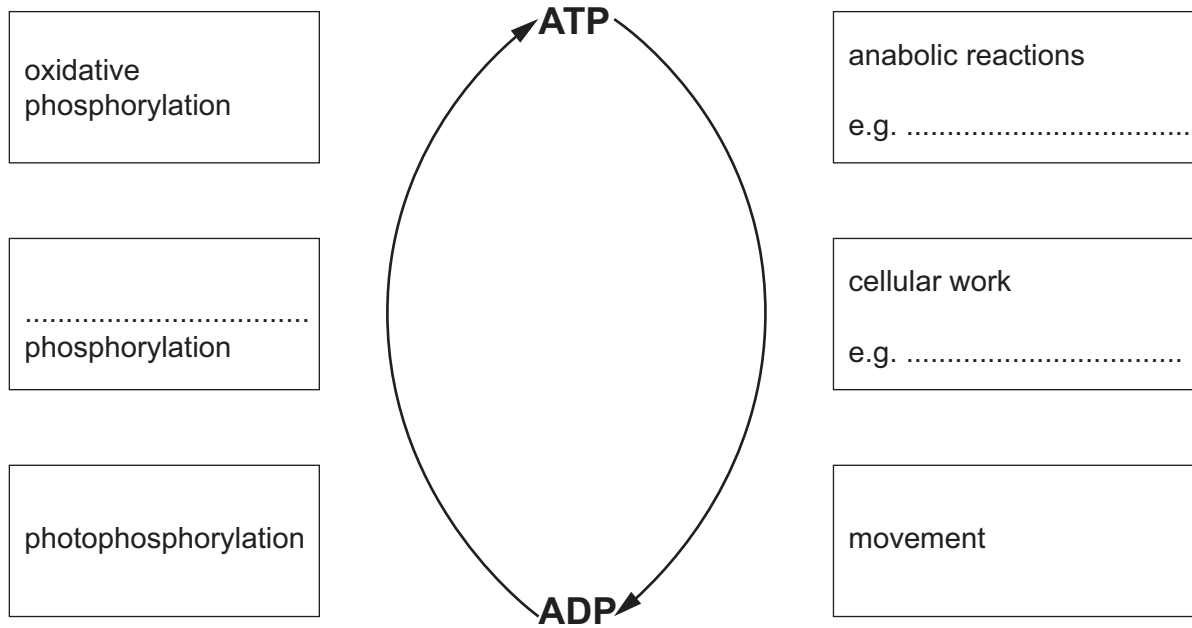 ATP
oxidative
phosphorylation
anabolic reactions
e.g. ..................................
..................................
phosphorylation
cellular work
e.g. .................................
photophosphorylation
movement
ADP